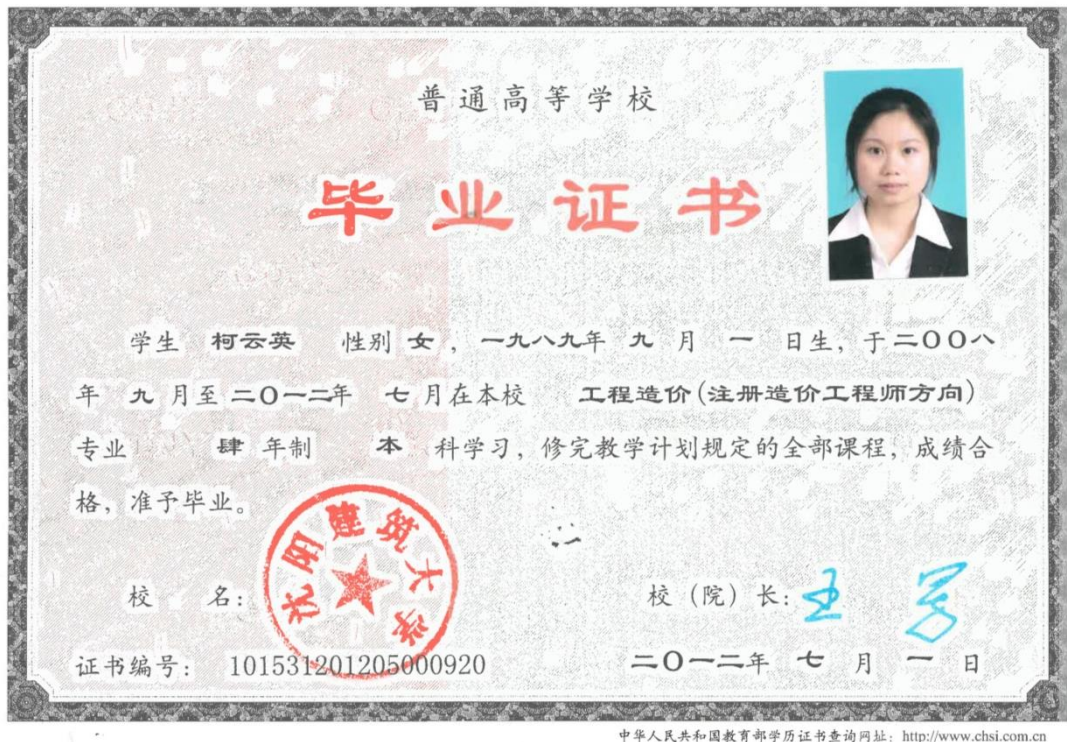 普通高等学校
毕业证书
学生 柯云英 性别 女，一九八九年 九 月 一 日生，于二〇〇八
年 九 月至 二〇一二年 七 月在本校 工程造价(注册造价工程师方向)
专业 肆 年制 本 科学习，修完教学计划规定的全部课程，成绩合
格，准予毕业。
沈阳建筑大学
校 名： 校（院）长：
证书编号： 101531201205000920 二〇一二年 七 月 一 日
中华人民共和国教育部学历证书查询网址：http://www.chsi.com.cn